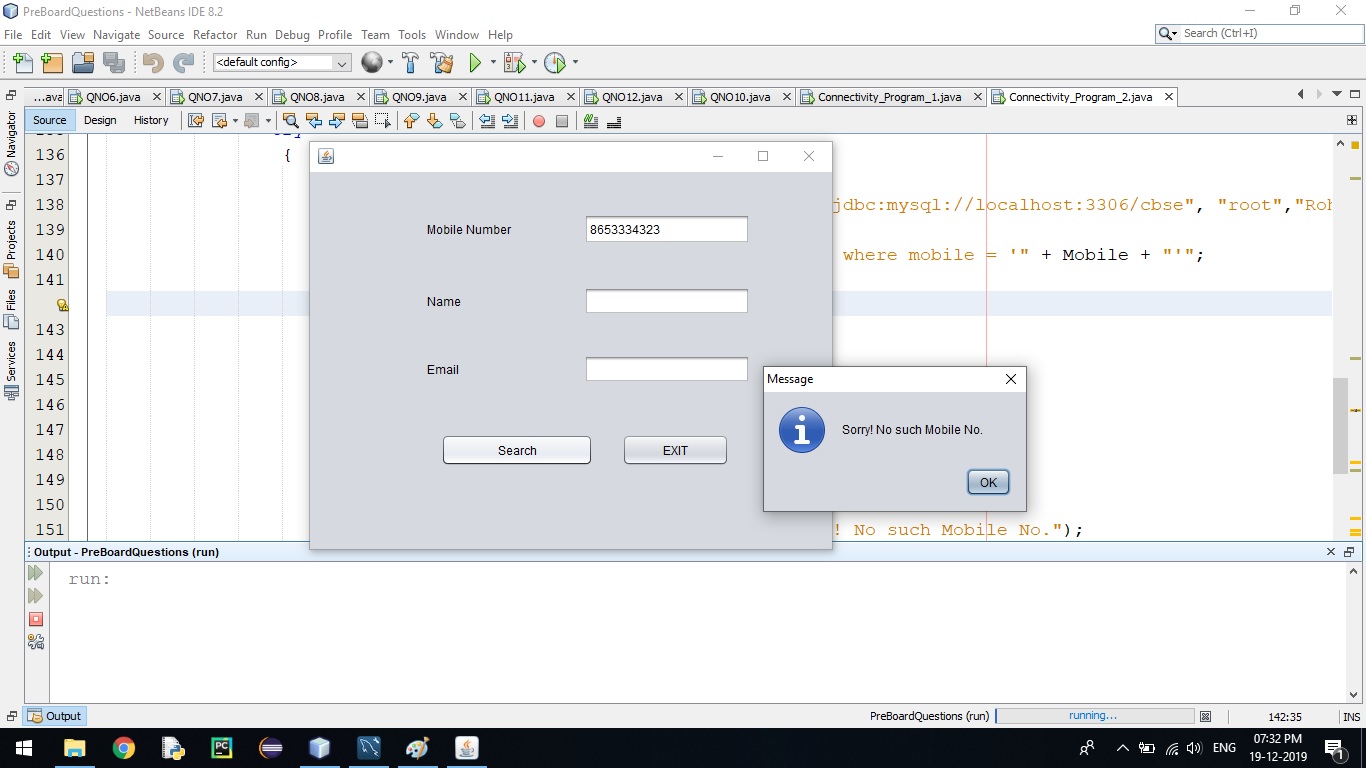 PreBoardQuestions - NetBeans IDE 8.2
File Edit View Navigate Source Refactor Run Debug Profile Team Tools Window Help
Search (Ctrl+I)
<default config>
...ava QNO6.java QNO7.java QNO8.java QNO9.java QNO11.java QNO12.java QNO10.java Connectivity_Program_1.java Connectivity_Program_2.java
Source Design History
Navigator
Projects
Files
Services
136 {
137
138 jdbc:mysql://localhost:3306/cbse", "root","Roh
139
140 where mobile = '" + Mobile + "'";
141
143
144
145
146
147
148
149
150
151 ! No such Mobile No.");
Mobile Number 8653334323
Name
Email
Search EXIT
Message
Sorry! No such Mobile No.
OK
Output - PreBoardQuestions (run)
run:
Output
PreBoardQuestions (run) running... 142:35 INS
ENG 07:32 PM
19-12-2019
1